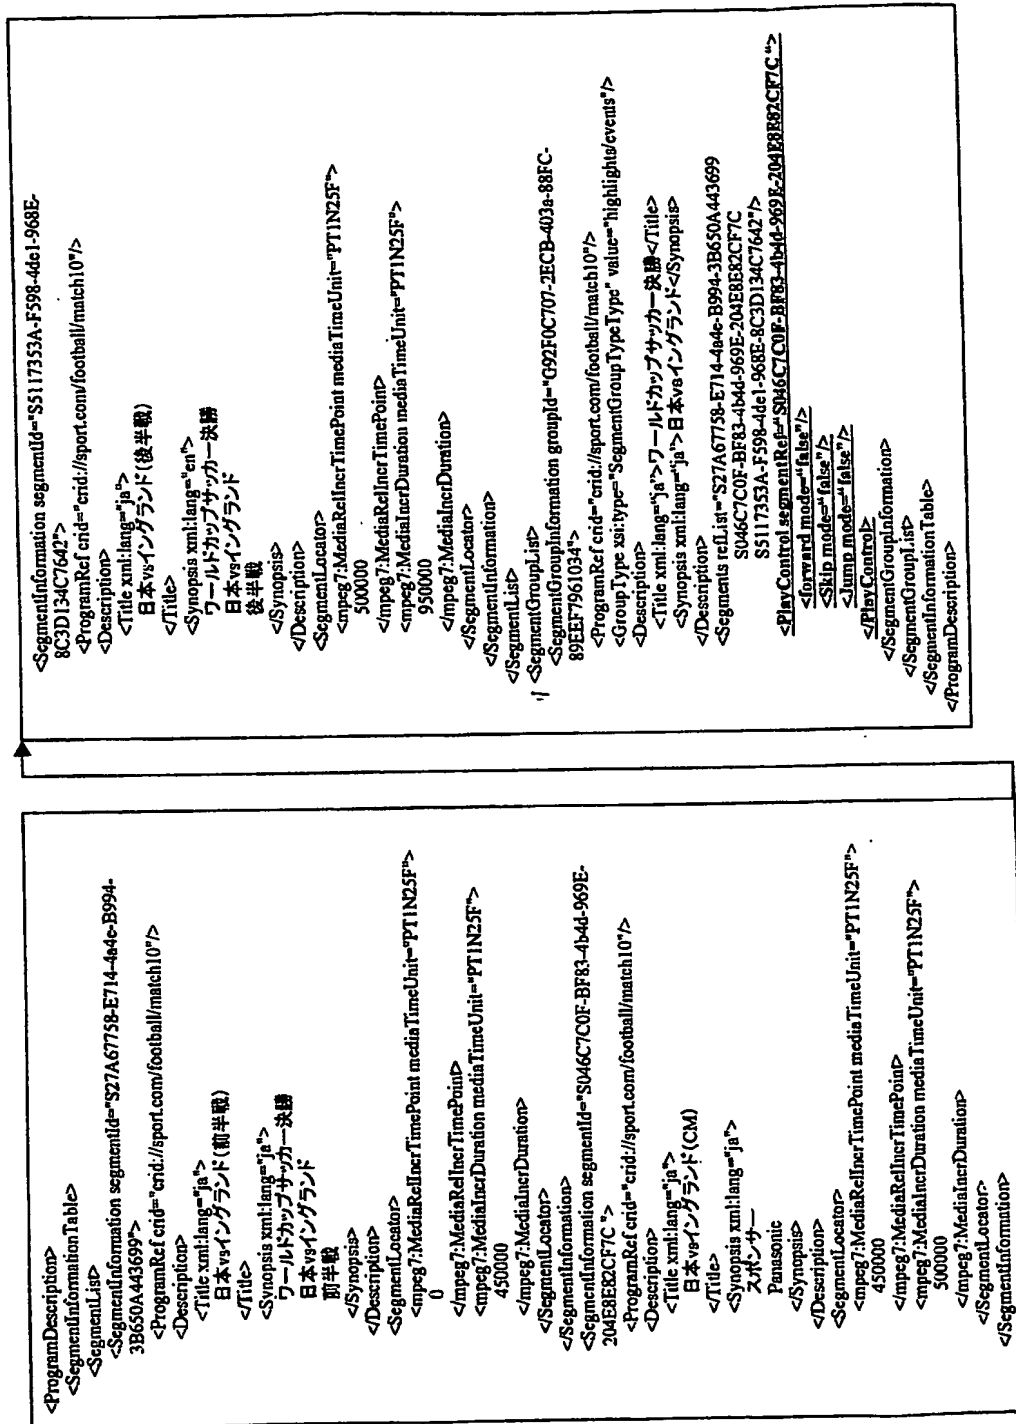 <ProgramDescription>
<SegmentInformationTable>
<SegmentList>
<SegmentInformation segmentId="S27A67758-E714-4a4e-B994-
3B650A443699">
<ProgramRef crid="crid://sport.com/football/match10"/>
<Description>
<Title xml:lang="ja">
日本vsイングランド(前半戦)
</Title>
<Synopsis xml:lang="ja">
ワールドカップサッカー決勝
日本vsイングランド
前半戦
</Synopsis>
</Description>
<SegmentLocator>
<mpeg7:MediaRelIncrTimePoint mediaTimeUnit="PT1N25F">
0
</mpeg7:MediaRelIncrTimePoint>
<mpeg7:MediaIncrDuration mediaTimeUnit="PT1N25F">
450000
</mpeg7:MediaIncrDuration>
</SegmentLocator>
</SegmentInformation>
<SegmentInformation segmentId="S046C7C0F-BF83-4b4d-969E-
204E8E82CF7C ">
<ProgramRef crid="crid://sport.com/football/match10"/>
<Description>
<Title xml:lang="ja">
日本vsイングランド(CM)
</Title>
<Synopsis xml:lang="ja">
スポンサー
Panasonic
</Synopsis>
</Description>
<SegmentLocator>
<mpeg7:MediaRelIncrTimePoint mediaTimeUnit="PT1N25F">
450000
</mpeg7:MediaRelIncrTimePoint>
<mpeg7:MediaIncrDuration mediaTimeUnit="PT1N25F">
500000
</mpeg7:MediaIncrDuration>
</SegmentLocator>
</SegmentInformation>
<SegmentInformation segmentId="S5117353A-F598-4de1-968E-
8C3D134C7642">
<ProgramRef crid="crid://sport.com/football/match10"/>
<Description>
<Title xml:lang="ja">
日本vsイングランド(後半戦)
</Title>
<Synopsis xml:lang="en">
ワールドカップサッカー決勝
日本vsイングランド
後半戦
</Synopsis>
</Description>
<SegmentLocator>
<mpeg7:MediaRelIncrTimePoint mediaTimeUnit="PT1N25F">
500000
</mpeg7:MediaRelIncrTimePoint>
<mpeg7:MediaIncrDuration mediaTimeUnit="PT1N25F">
950000
</mpeg7:MediaIncrDuration>
</SegmentLocator>
</SegmentInformation>
</SegmentList>
<SegmentGroupList>
<SegmentGroupInformation groupId="G92F0C707-2ECB-403a-88FC-
89EEF7961034">
<ProgramRef crid="crid://sport.com/football/match10"/>
<GroupType xsi:type="SegmentGroupTypeType" value="highlights/events"/>
<Description>
<Title xml:lang="ja">ワールドカップサッカー決勝</Title>
<Synopsis xml:lang="ja">日本vsイングランド</Synopsis>
</Description>
<Segments refList="S27A67758-E714-4a4e-B994-3B650A443699
S046C7C0F-BF83-4b4d-969E-204E8E82CF7C
S5117353A-F598-4de1-968E-8C3D134C7642"/>
<PlayControl segmentRef="S046C7C0F-BF83-4b4d-969E-204E8E82CF7C ">
<forward mode="false"/>
<Skip mode="false"/>
<Jump mode="false"/>
</PlayControl>
</SegmentGroupInformation>
</SegmentGroupList>
</SegmentInformationTable>
</ProgramDescription>